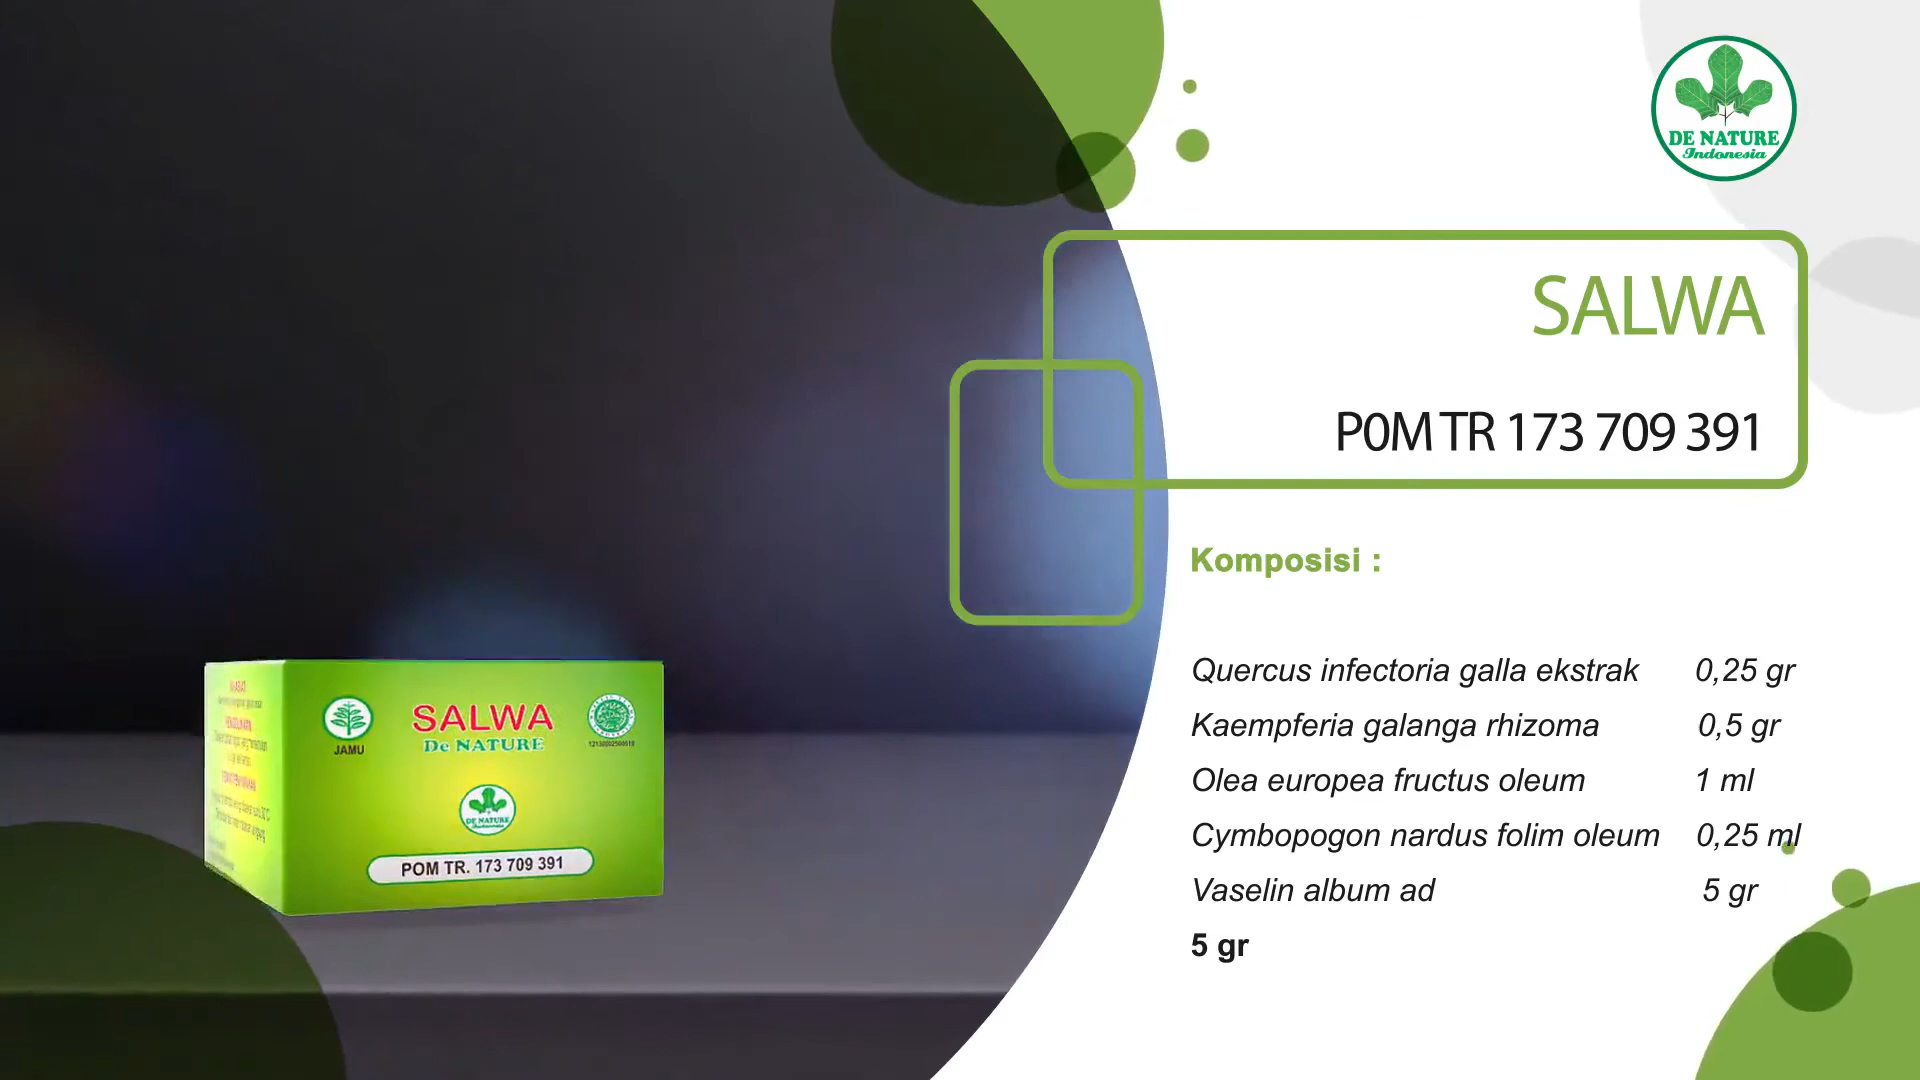 DE NATURE
Indonesia
SALWA
P0M TR 173 709 391
Komposisi :
Quercus infectoria galla ekstrak 0,25 gr
Kaempferia galanga rhizoma 0,5 gr
Olea europea fructus oleum 1 ml
Cymbopogon nardus folim oleum 0,25 ml
Vaselin album ad 5 gr
5 gr
JAMU
SALWA
De NATURE
DE NATURE
Indonesia
POM TR. 173 709 391